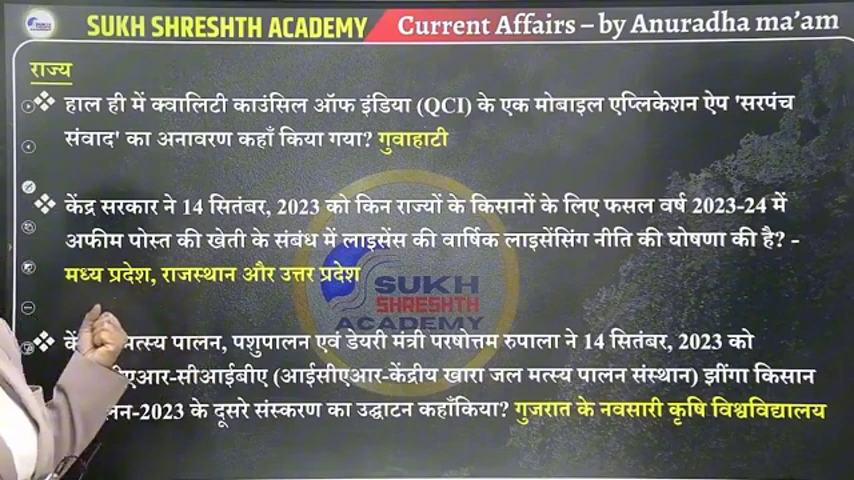 SUKH SHRESHTH ACADEMY
Current Affairs – by Anuradha ma'am
राज्य
❖ हाल ही में क्वालिटी काउंसिल ऑफ इंडिया (QCI) के एक मोबाइल एप्लिकेशन ऐप 'सरपंच
संवाद' का अनावरण कहाँ किया गया? गुवाहाटी
❖ केंद्र सरकार ने 14 सितंबर, 2023 को किन राज्यों के किसानों के लिए फसल वर्ष 2023-24 में
अफीम पोस्त की खेती के संबंध में लाइसेंस की वार्षिक लाइसेंसिंग नीति की घोषणा की है? -
मध्य प्रदेश, राजस्थान और उत्तर प्रदेश
SUKH
SHRESHTH
ACADEMY
❖ मत्स्य पालन, पशुपालन एवं डेयरी मंत्री परषोत्तम रुपाला ने 14 सितंबर, 2023 को
(आईसीएआर-केंद्रीय खारा जल मत्स्य पालन संस्थान) झींगा किसान
के दूसरे संस्करण का उद्घाटन कहाँकिया? गुजरात के नवसारी कृषि विश्वविद्यालय